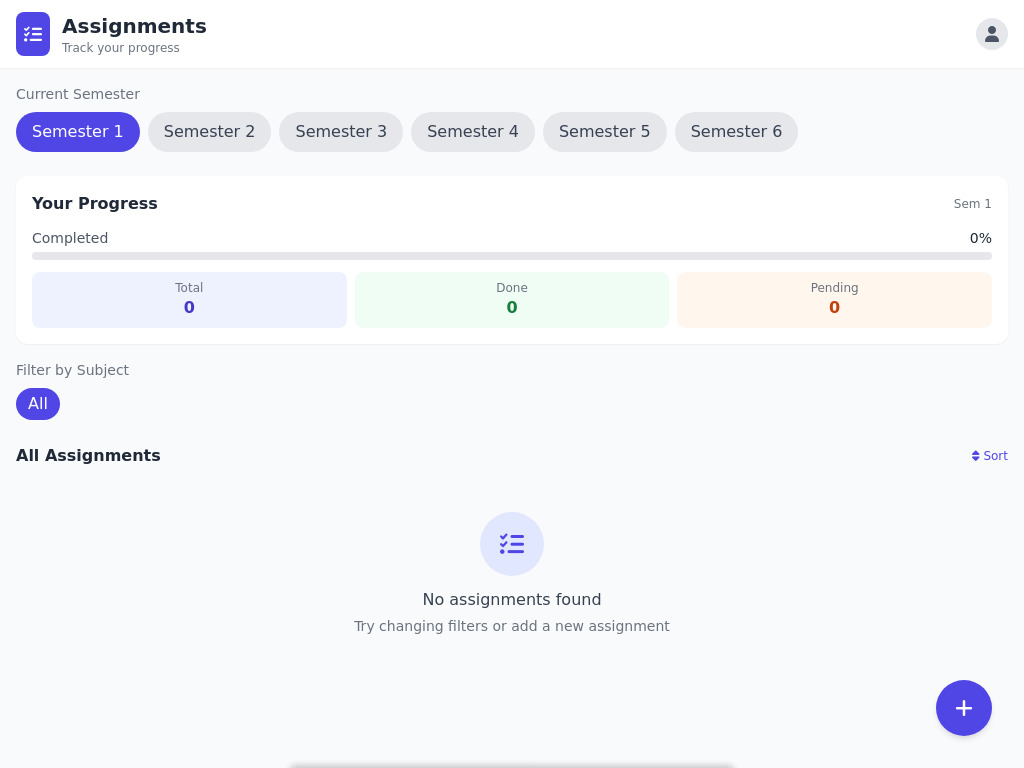 Assignments
Track your progress
Current Semester
Semester 1 Semester 2 Semester 3 Semester 4 Semester 5 Semester 6
Your Progress Sem 1
Completed 0%
Total Done Pending
0 0 0
Filter by Subject
All
All Assignments Sort
No assignments found
Try changing filters or add a new assignment